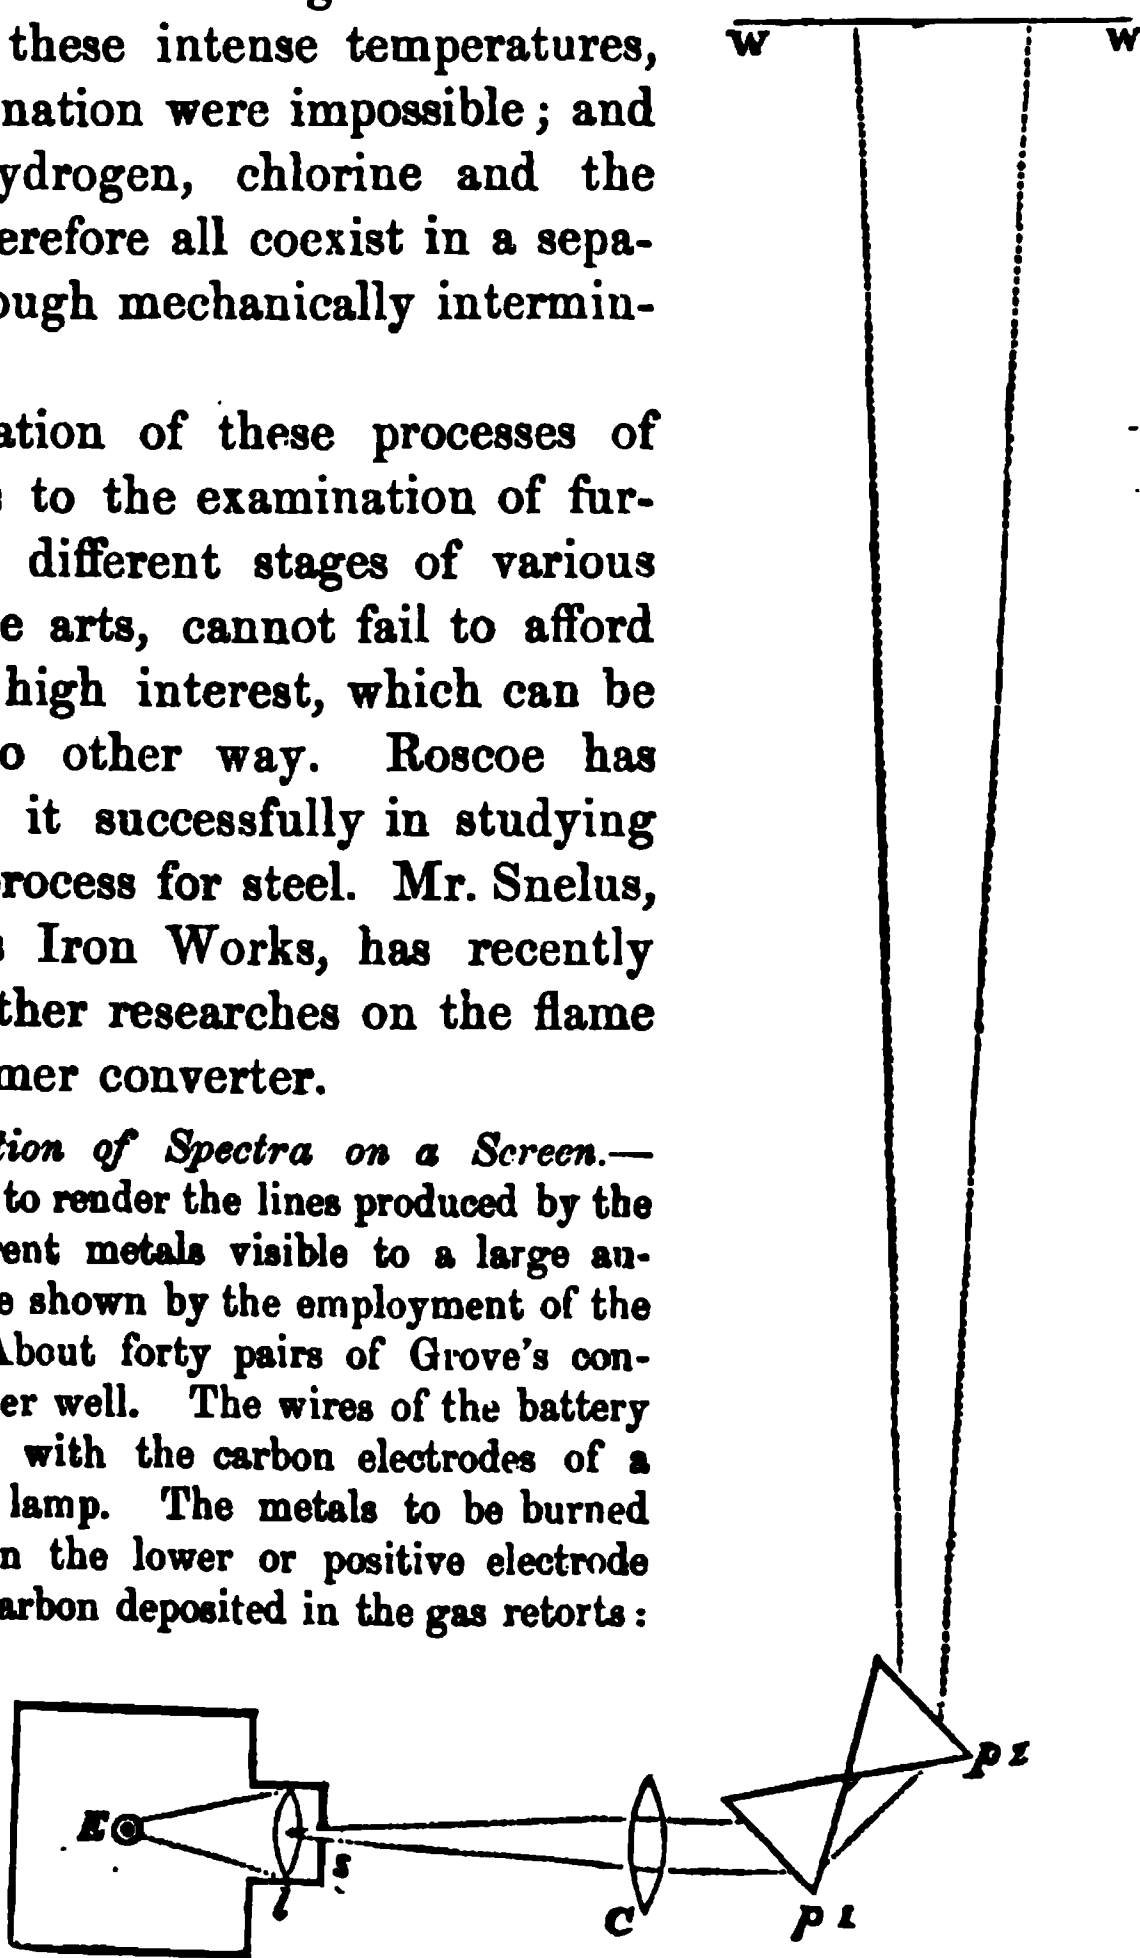 these intense temperatures,
nation were impossible; and
ydrogen, chlorine and the
erefore all coexist in a sepa-
ough mechanically intermin-
ation of these processes of
s to the examination of fur-
different stages of various
e arts, cannot fail to afford
high interest, which can be
o other way. Roscoe has
it successfully in studying
process for steel. Mr. Snelus,
s Iron Works, has recently
ther researches on the flame
mer converter.
tion of Spectra on a Screen.—
to render the lines produced by the
rent metals visible to a large au-
e shown by the employment of the
About forty pairs of Grove's con-
er well. The wires of the battery
with the carbon electrodes of a
lamp. The metals to be burned
n the lower or positive electrode
arbon deposited in the gas retorts:
W W
E
l
s
C
p 1
p 2